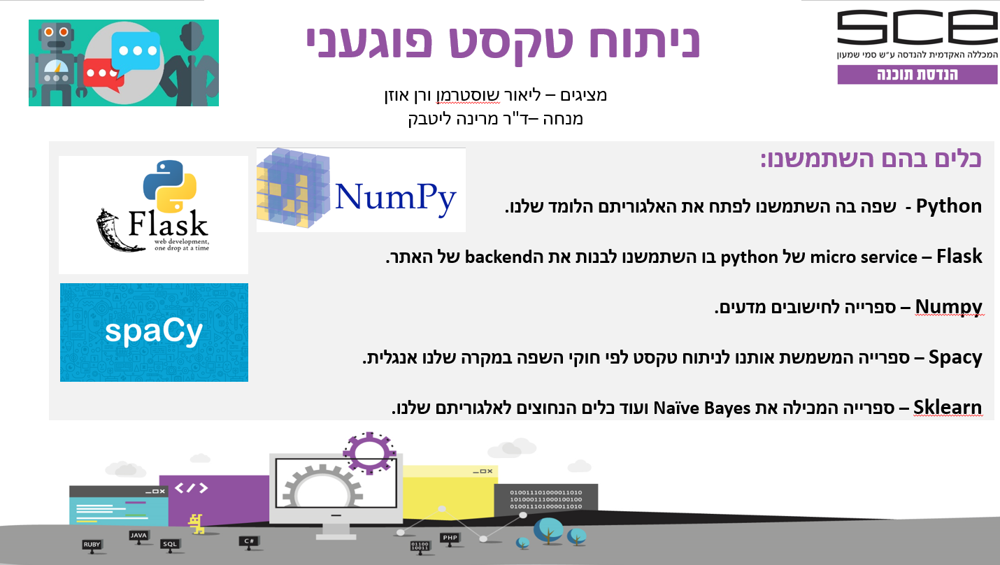 ניתוח טקסט פוגעני
sce
המכללה האקדמית להנדסה ע״ש סמי שמעון
הנדסת תוכנה
מציגים – ליאור שוסטרמן ורן אוזן
מנחה –ד"ר מרינה ליטבק
כלים בהם השתמשנו:
Python - שפה בה השתמשנו לפתח את האלגוריתם הלומד שלנו.
Flask – micro service של python בו השתמשנו לבנות את הbackend של האתר.
Numpy – ספרייה לחישובים מדעים.
Spacy – ספרייה המשמשת אותנו לניתוח טקסט לפי חוקי השפה במקרה שלנו אנגלית.
Sklearn – ספרייה המכילה את Naïve Bayes ועוד כלים הנחוצים לאלגוריתם שלנו.
NumPy
Flask
web development,
one drop at a time
spaCy
</>
010011101000011010
101000111000100100
010011101000011010
RUBY
JAVA
SQL
C#
01100
10011
PHP